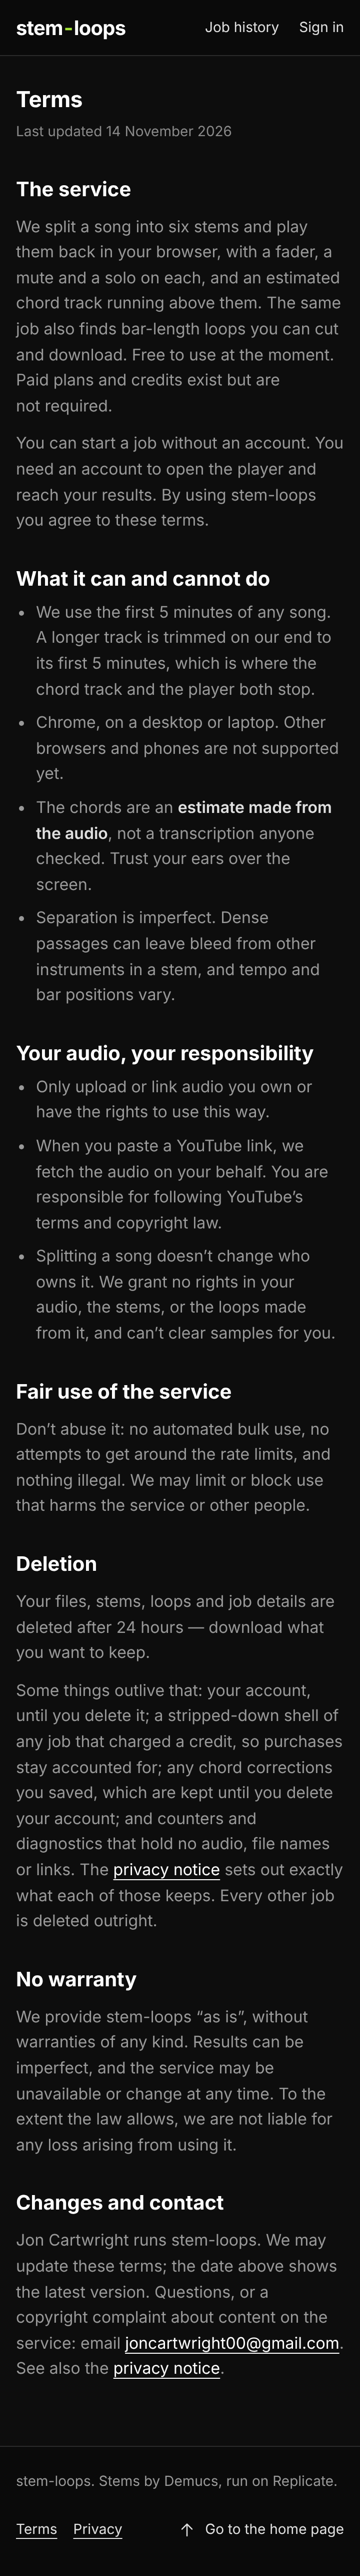 stem-loops
Job history
Sign in
Terms
Last updated 14 November 2026
The service
We split a song into six stems and play
them back in your browser, with a fader, a
mute and a solo on each, and an estimated
chord track running above them. The same
job also finds bar-length loops you can cut
and download. Free to use at the moment.
Paid plans and credits exist but are
not required.
You can start a job without an account. You
need an account to open the player and
reach your results. By using stem-loops
you agree to these terms.
What it can and cannot do
• We use the first 5 minutes of any song.
A longer track is trimmed on our end to
its first 5 minutes, which is where the
chord track and the player both stop.
• Chrome, on a desktop or laptop. Other
browsers and phones are not supported
yet.
• The chords are an estimate made from
the audio, not a transcription anyone
checked. Trust your ears over the
screen.
• Separation is imperfect. Dense
passages can leave bleed from other
instruments in a stem, and tempo and
bar positions vary.
Your audio, your responsibility
• Only upload or link audio you own or
have the rights to use this way.
• When you paste a YouTube link, we
fetch the audio on your behalf. You are
responsible for following YouTube’s
terms and copyright law.
• Splitting a song doesn’t change who
owns it. We grant no rights in your
audio, the stems, or the loops made
from it, and can’t clear samples for you.
Fair use of the service
Don’t abuse it: no automated bulk use, no
attempts to get around the rate limits, and
nothing illegal. We may limit or block use
that harms the service or other people.
Deletion
Your files, stems, loops and job details are
deleted after 24 hours — download what
you want to keep.
Some things outlive that: your account,
until you delete it; a stripped-down shell of
any job that charged a credit, so purchases
stay accounted for; any chord corrections
you saved, which are kept until you delete
your account; and counters and
diagnostics that hold no audio, file names
or links. The privacy notice sets out exactly
what each of those keeps. Every other job
is deleted outright.
No warranty
We provide stem-loops “as is”, without
warranties of any kind. Results can be
imperfect, and the service may be
unavailable or change at any time. To the
extent the law allows, we are not liable for
any loss arising from using it.
Changes and contact
Jon Cartwright runs stem-loops. We may
update these terms; the date above shows
the latest version. Questions, or a
copyright complaint about content on the
service: email joncartwright00@gmail.com.
See also the privacy notice.
stem-loops. Stems by Demucs, run on Replicate.
Terms
Privacy
↑ Go to the home page